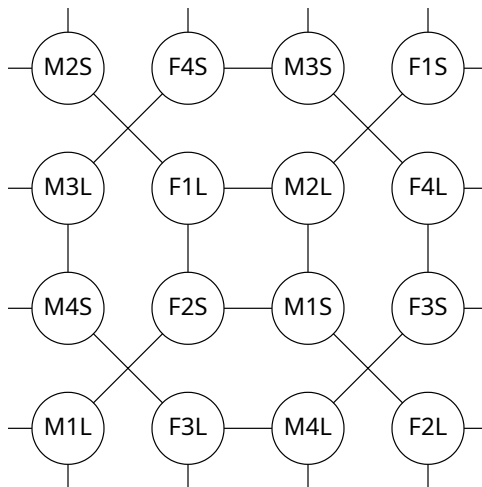 M2S F4S M3S F1S
M3L F1L M2L F4L
M4S F2S M1S F3S
M1L F3L M4L F2L